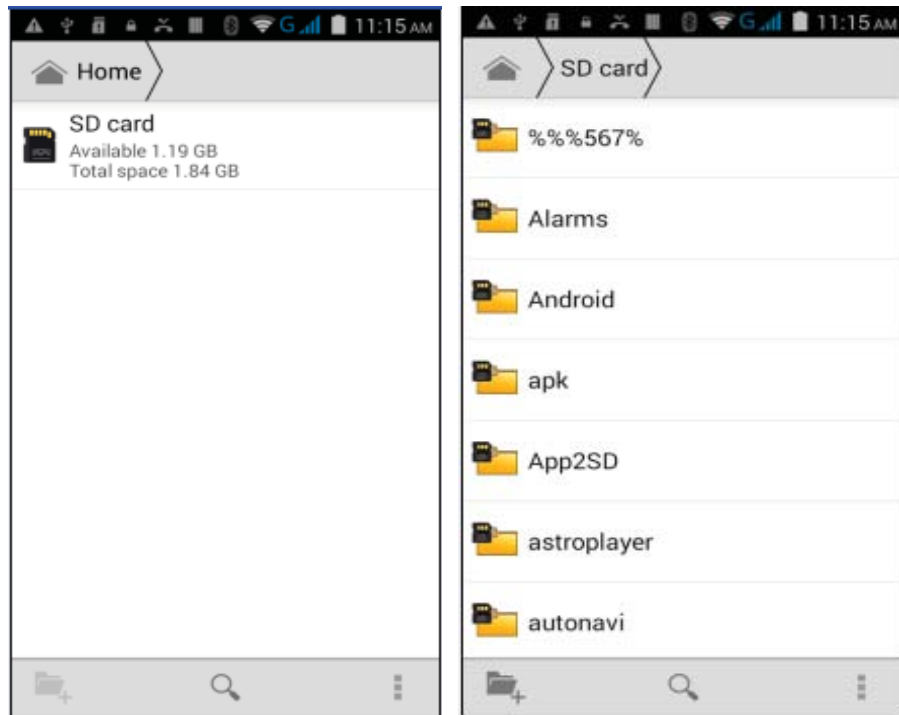 G 11:15 AM
Home
SD card
Available 1.19 GB
Total space 1.84 GB
G 11:15 AM
SD card
%%%567%
Alarms
Android
apk
App2SD
astroplayer
autonavi